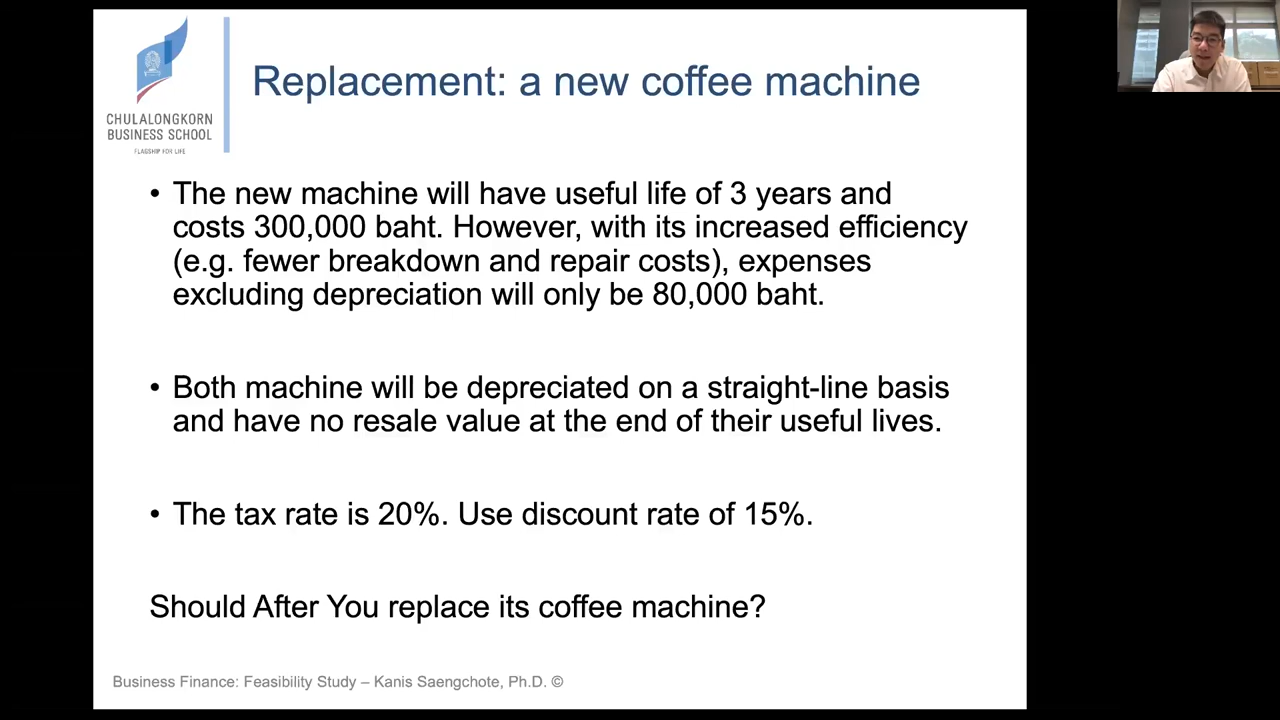 CHULALONGKORN
BUSINESS SCHOOL
FLAGSHIP FOR LIFE
Replacement: a new coffee machine
• The new machine will have useful life of 3 years and
costs 300,000 baht. However, with its increased efficiency
(e.g. fewer breakdown and repair costs), expenses
excluding depreciation will only be 80,000 baht.
• Both machine will be depreciated on a straight-line basis
and have no resale value at the end of their useful lives.
• The tax rate is 20%. Use discount rate of 15%.
Should After You replace its coffee machine?
Business Finance: Feasibility Study – Kanis Saengchote, Ph.D. ©